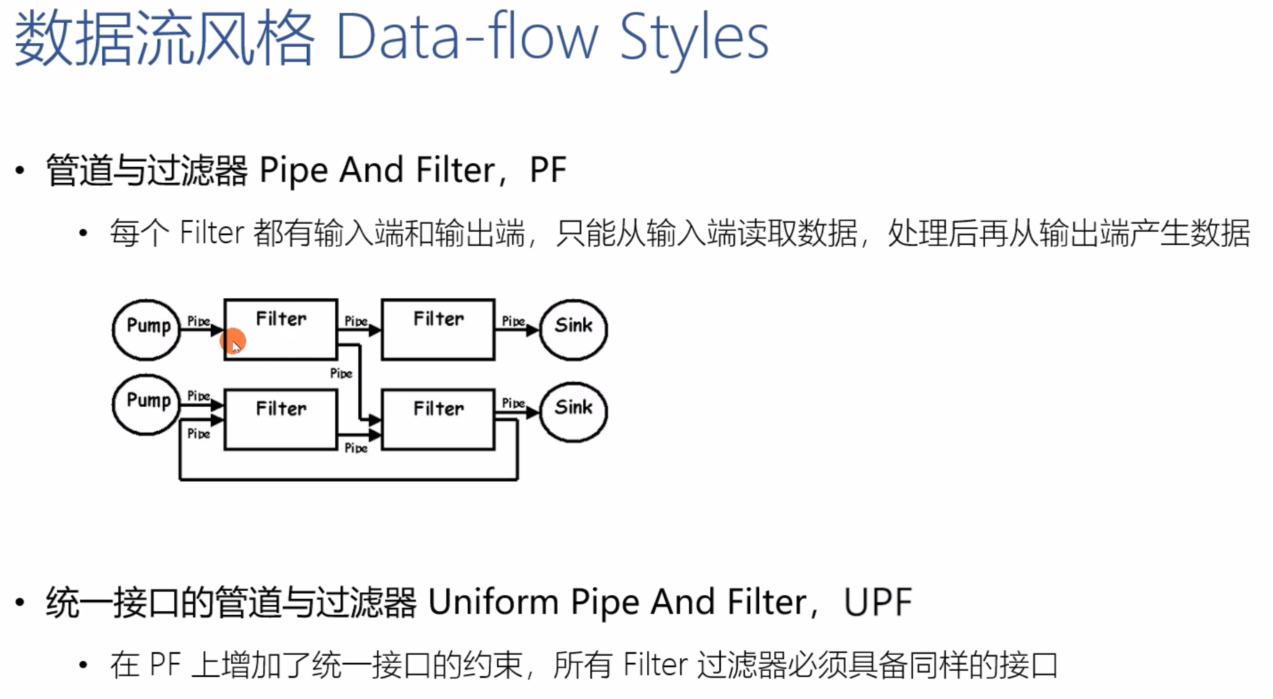 数据流风格 Data-flow Styles
• 管道与过滤器 Pipe And Filter，PF
• 每个 Filter 都有输入端和输出端，只能从输入端读取数据，处理后再从输出端产生数据
Pump Pipe Filter Pipe Filter Pipe Sink
Pipe
Pump Pipe Filter Filter Pipe Sink
Pipe Pipe
• 统一接口的管道与过滤器 Uniform Pipe And Filter，UPF
• 在 PF 上增加了统一接口的约束，所有 Filter 过滤器必须具备同样的接口